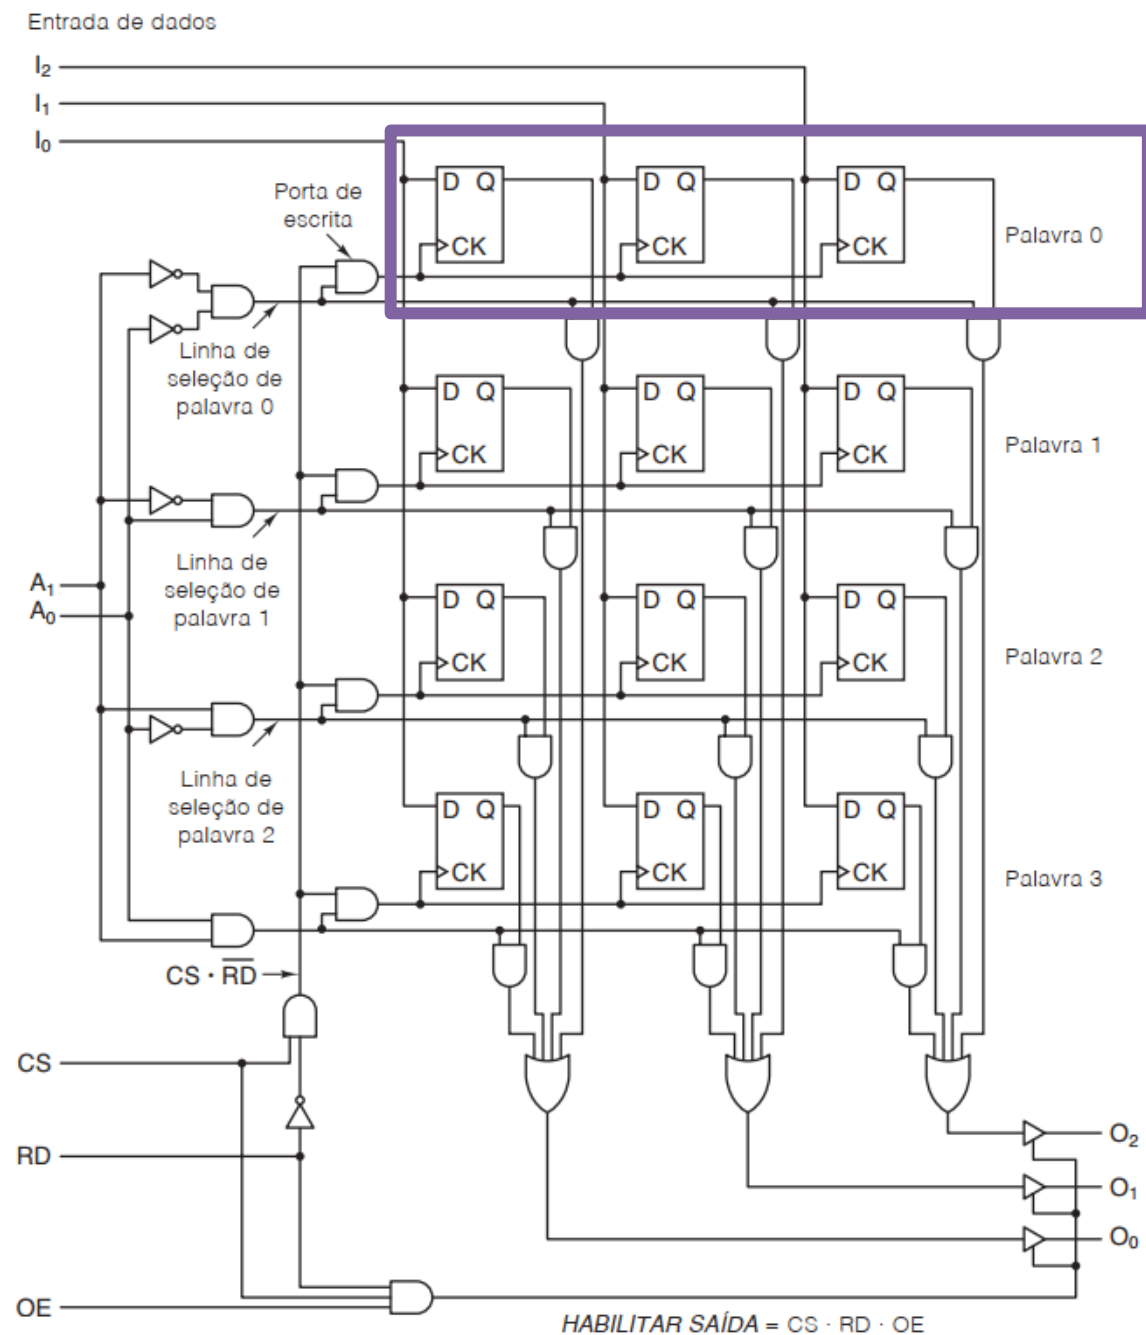 Entrada de dados
I₂
I₁
I₀
Porta de
escrita
D Q
CK
D Q
CK
D Q
CK
Palavra 0
Linha de
seleção de
palavra 0
D Q
CK
D Q
CK
D Q
CK
Palavra 1
Linha de
seleção de
palavra 1
A₁
A₀
D Q
CK
D Q
CK
D Q
CK
Palavra 2
Linha de
seleção de
palavra 2
D Q
CK
D Q
CK
D Q
CK
Palavra 3
CS · R̅D̅
CS
RD
OE
O₂
O₁
O₀
HABILITAR SAÍDA = CS · RD · OE